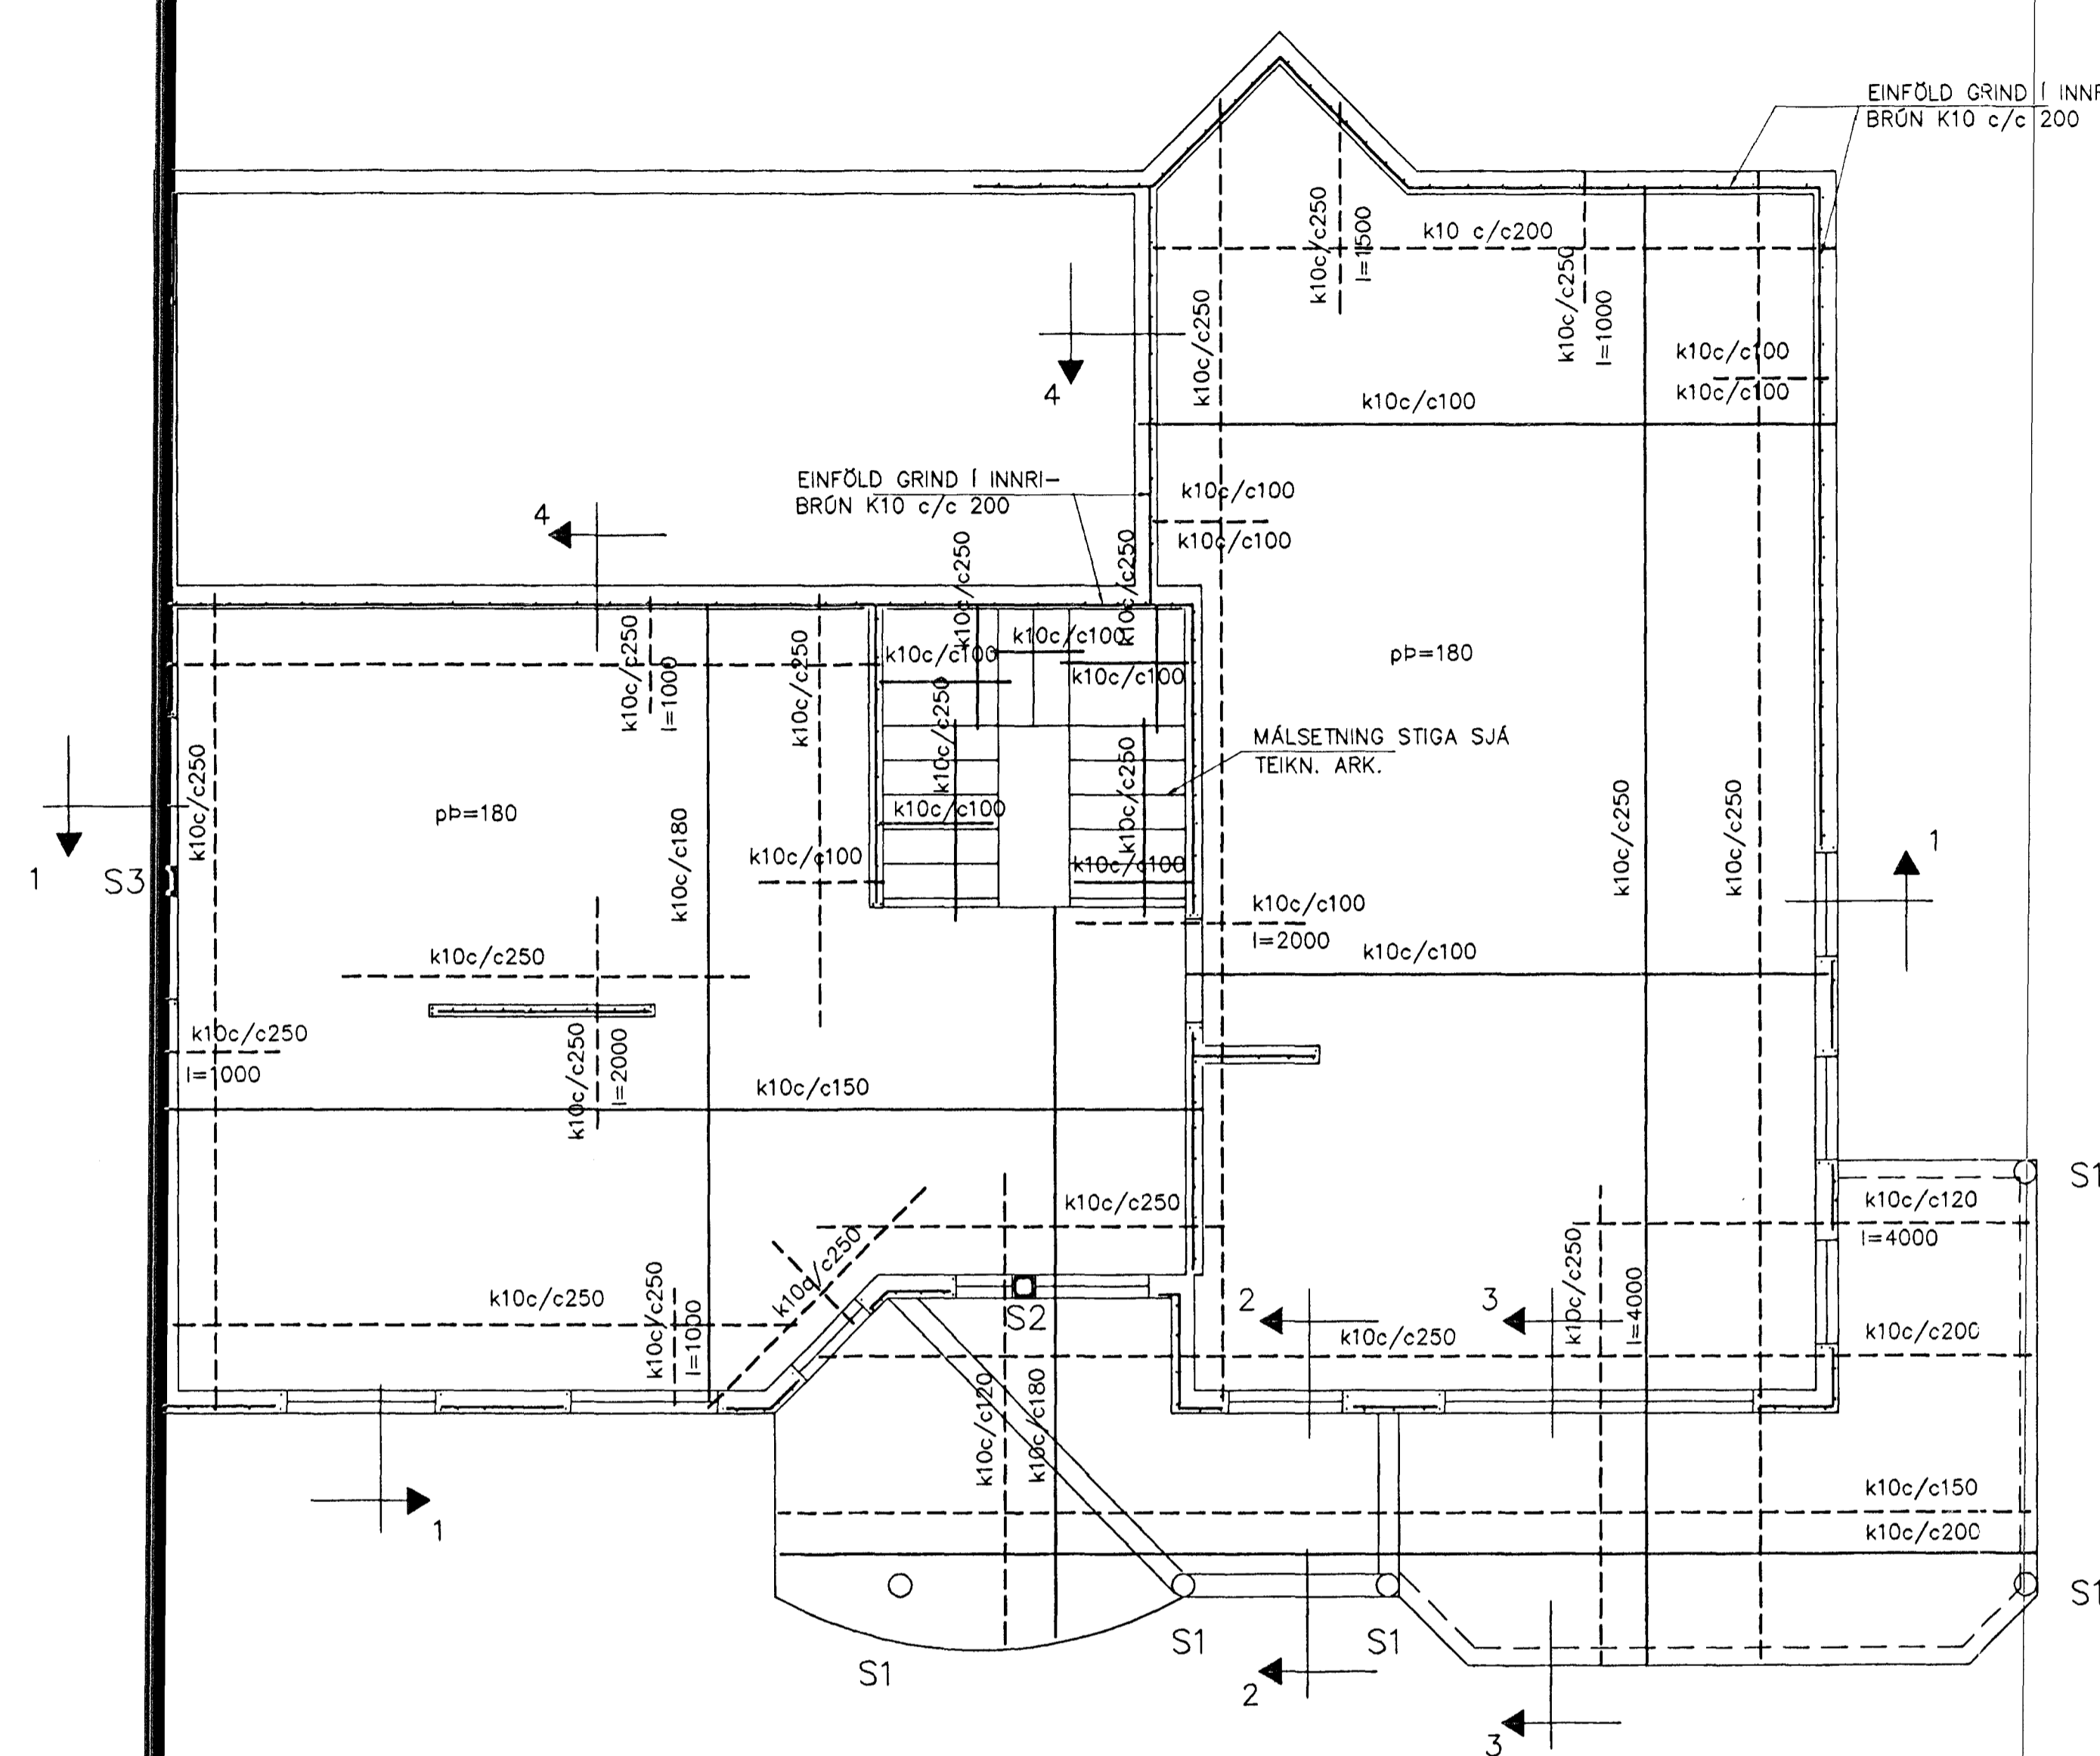 EINFÖLD GRIND Í INNR
BRÚN K10 c/c 200
k10c/c250
l=1500
k10 c/c200
k10c/c250
l=1000
k10c/c250
k10c/c100
k10c/c100
k10c/c100
4
EINFÖLD GRIND Í INNRI-
BRÚN K10 c/c 200
k10c/c100
k10c/c100
4
k10c/c250
k10c/c250
k10c/c100
k10c/c100
k10c/c100
k10c/c250
l=1000
k10c/c250
pÞ=180
k10c/c250
k10c/c250
MÁLSETNING STIGA SJÁ
TEIKN. ARK.
k10c/c250
pÞ=180
k10c/c180
k10c/c100
k10c/c100
k10c/c100
k10c/c250
k10c/c250
1
1
S3
k10c/c100
l=2000
k10c/c250
k10c/c100
k10c/c250
l=1000
k10c/c250
l=2000
k10c/c150
S1
k10c/c250
k10c/c120
l=4000
k10c/c250
k10c/c250
k10c/c250
l=1000
S2
2
3
k10c/c250
l=4000
k10c/c250
k10c/c200
k10c/c120
k10c/c180
k10c/c150
1
k10c/c200
S1
S1
S1
S1
2
3